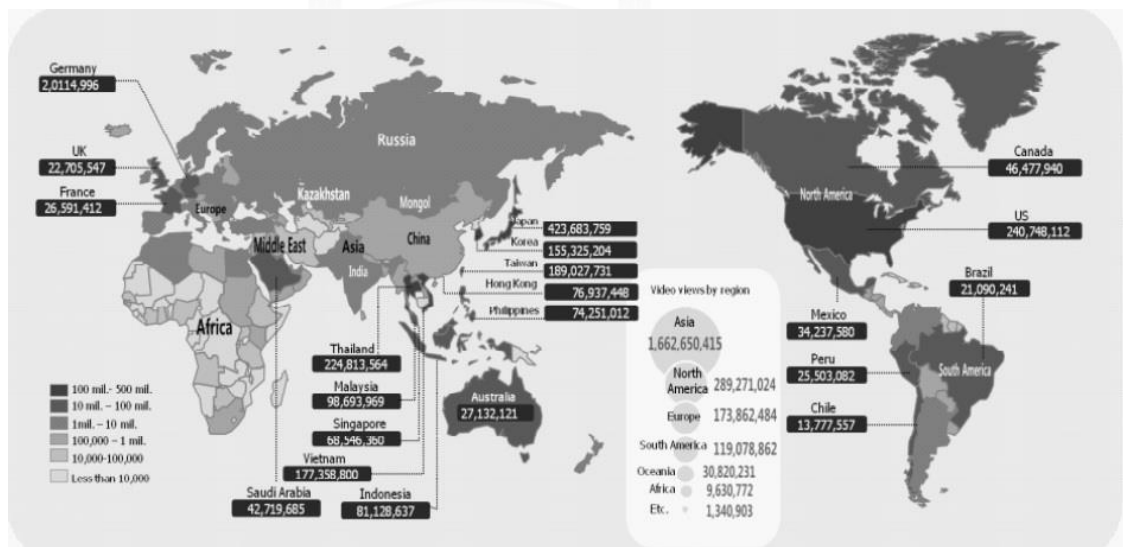 Germany
2,0114,996
UK
22,705,547
France
26,591,412
Russia
Kazakhstan
Mongol
Europe
Middle East
Asia
China
India
Africa
Japan 423,683,759
Korea 155,325,204
Taiwan 189,027,731
Hong Kong 76,937,448
Philippines 74,251,012
Thailand
224,813,564
Malaysia
98,693,969
Singapore
68,546,360
Vietnam
177,358,800
Saudi Arabia
42,719,685
Indonesia
81,128,637
Australia
27,132,121
100 mil.- 500 mil.
10 mil. – 100 mil.
1mil. – 10 mil.
100,000 – 1 mil.
10,000-100,000
Less than 10,000
Video views by region
Asia
1,662,650,415
North America 289,271,024
Europe 173,862,484
South America 119,078,862
Oceania 30,820,231
Africa 9,630,772
Etc. 1,340,903
Canada
46,477,940
North America
US
240,748,112
Brazil
21,090,241
Mexico
34,237,580
Peru
25,503,082
South America
Chile
13,777,557